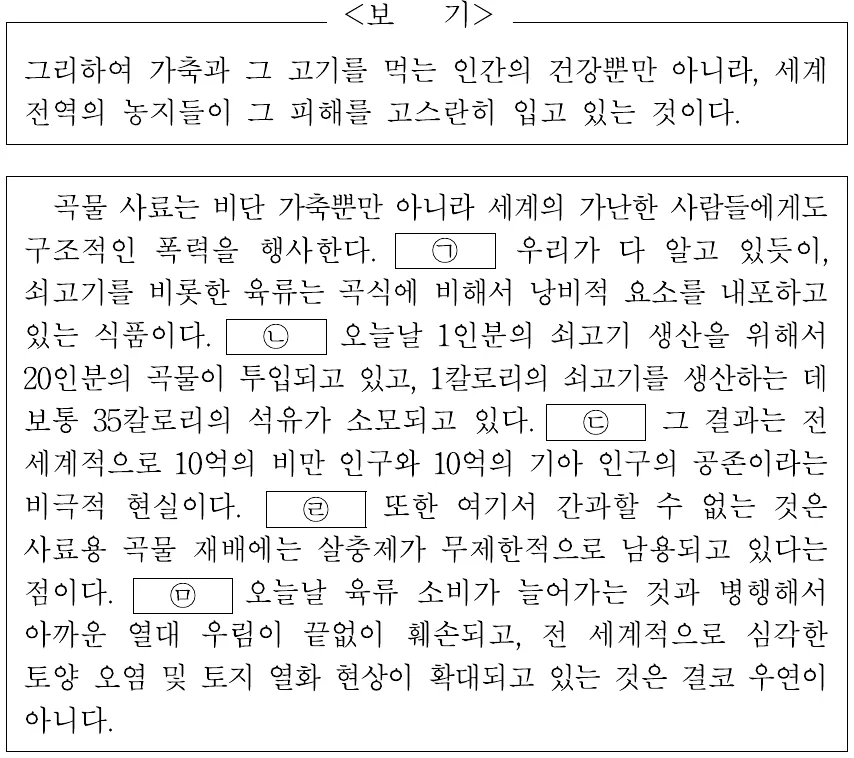 <보 기>
그리하여 가축과 그 고기를 먹는 인간의 건강뿐만 아니라, 세계
전역의 농지들이 그 피해를 고스란히 입고 있는 것이다.
곡물 사료는 비단 가축뿐만 아니라 세계의 가난한 사람들에게도
구조적인 폭력을 행사한다. ㉠ 우리가 다 알고 있듯이,
쇠고기를 비롯한 육류는 곡식에 비해서 낭비적 요소를 내포하고
있는 식품이다. ㉡ 오늘날 1인분의 쇠고기 생산을 위해서
20인분의 곡물이 투입되고 있고, 1칼로리의 쇠고기를 생산하는 데
보통 35칼로리의 석유가 소모되고 있다. ㉢ 그 결과는 전
세계적으로 10억의 비만 인구와 10억의 기아 인구의 공존이라는
비극적 현실이다. ㉣ 또한 여기서 간과할 수 없는 것은
사료용 곡물 재배에는 살충제가 무제한적으로 남용되고 있다는
점이다. ㉤ 오늘날 육류 소비가 늘어가는 것과 병행해서
아까운 열대 우림이 끝없이 훼손되고, 전 세계적으로 심각한
토양 오염 및 토지 열화 현상이 확대되고 있는 것은 결코 우연이
아니다.